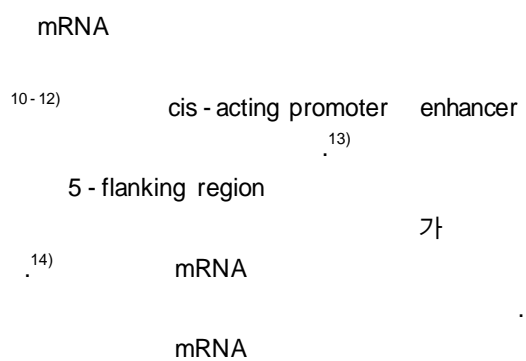 mRNA
10-12) cis-acting promoter enhancer
.13)
5-flanking region
가
.14) mRNA
.
mRNA